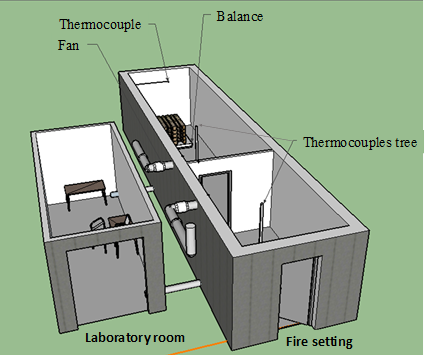 Balance
Thermocouple
Fan
Thermocouples tree
Laboratory room
Fire setting